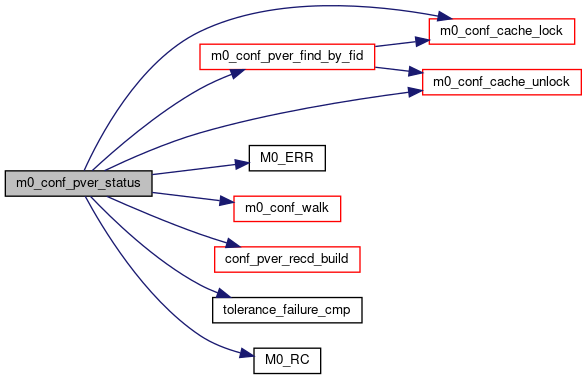 m0_conf_cache_lock
m0_conf_pver_find_by_fid
m0_conf_cache_unlock
M0_ERR
m0_conf_pver_status
m0_conf_walk
conf_pver_recd_build
tolerance_failure_cmp
M0_RC